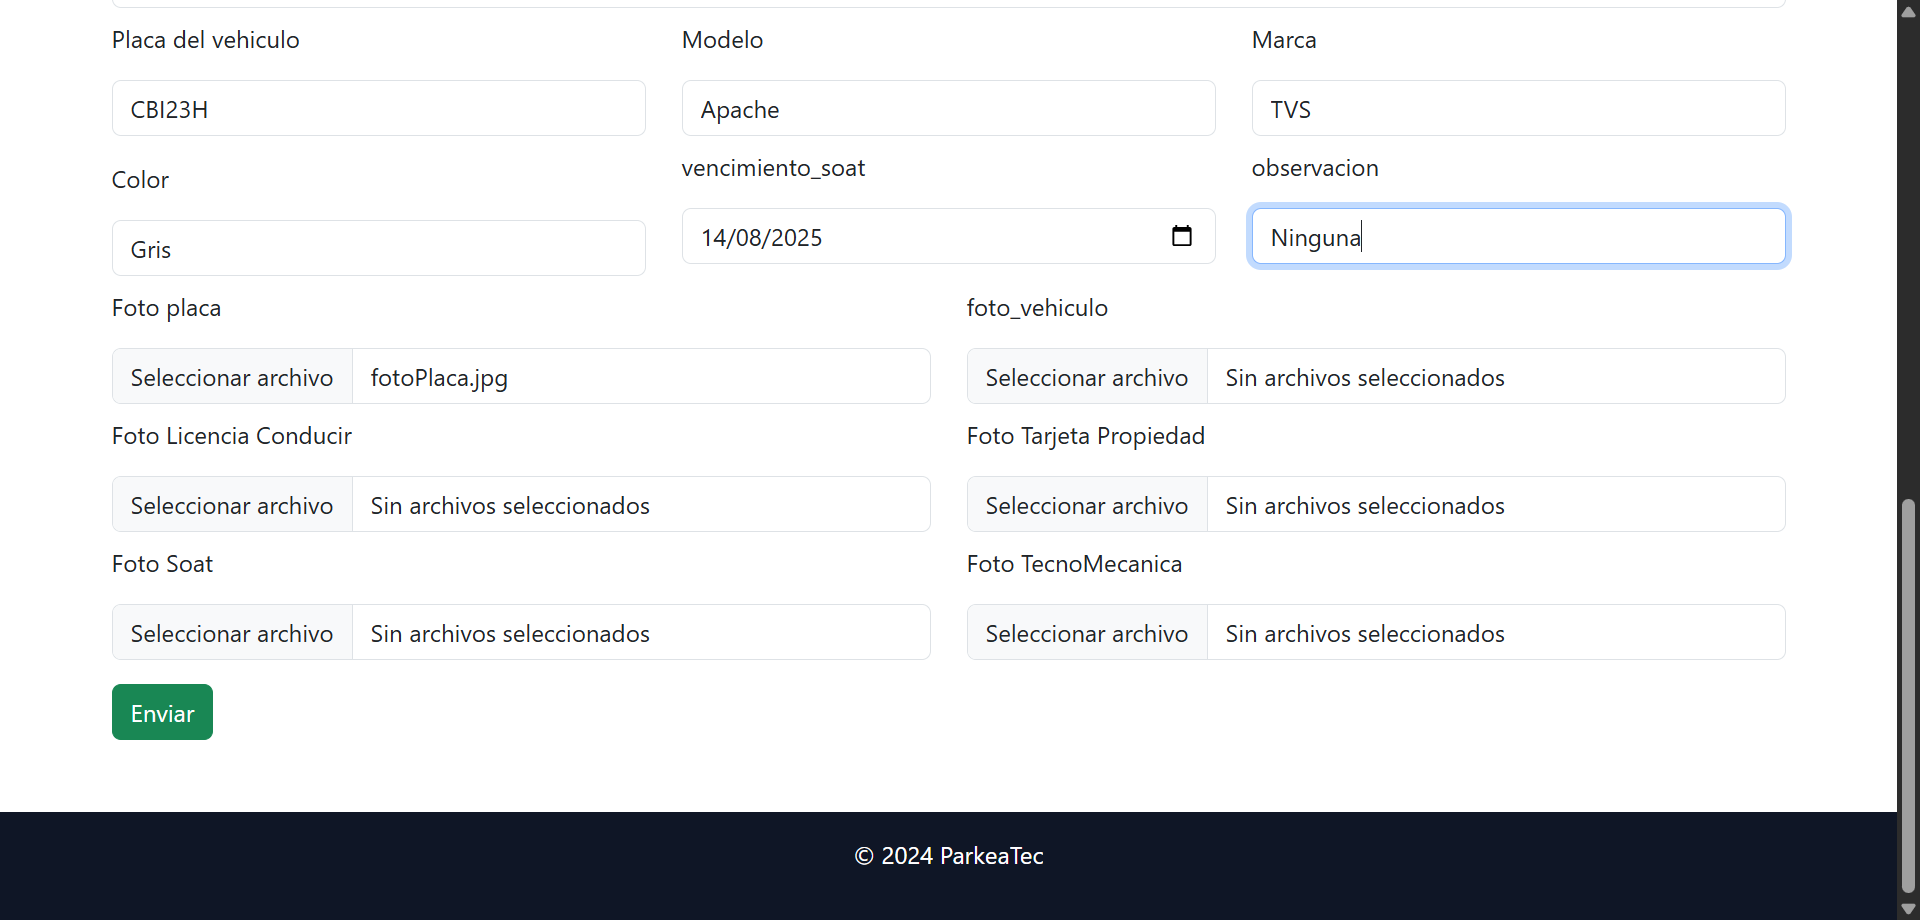 Placa del vehiculo
Modelo
Marca
CBI23H
Apache
TVS
Color
vencimiento_soat
observacion
Gris
14/08/2025
Ninguna
Foto placa
foto_vehiculo
Seleccionar archivo fotoPlaca.jpg
Seleccionar archivo Sin archivos seleccionados
Foto Licencia Conducir
Foto Tarjeta Propiedad
Seleccionar archivo Sin archivos seleccionados
Seleccionar archivo Sin archivos seleccionados
Foto Soat
Foto TecnoMecanica
Seleccionar archivo Sin archivos seleccionados
Seleccionar archivo Sin archivos seleccionados
Enviar
© 2024 ParkeaTec